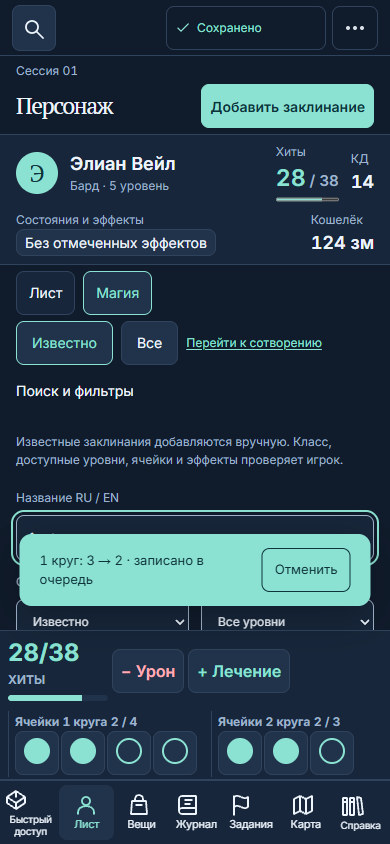 Сохранено
Сессия 01
Персонаж
Добавить заклинание
Э
Элиан Вейл
Бард · 5 уровень
Хиты
28 / 38
КД
14
Состояния и эффекты
Без отмеченных эффектов
Кошелёк
124 зм
Лист
Магия
Известно
Все
Перейти к сотворению
Поиск и фильтры
Известные заклинания добавляются вручную. Класс,
доступные уровни, ячейки и эффекты проверяет игрок.
Название RU / EN
1 круг: 3 → 2 · записано в
очередь
Отменить
Известно
Все уровни
28/38
ХИТЫ
− Урон
+ Лечение
Ячейки 1 круга 2 / 4
Ячейки 2 круга 2 / 3
Быстрый
доступ
Лист
Вещи
Журнал
Задания
Карта
Справка